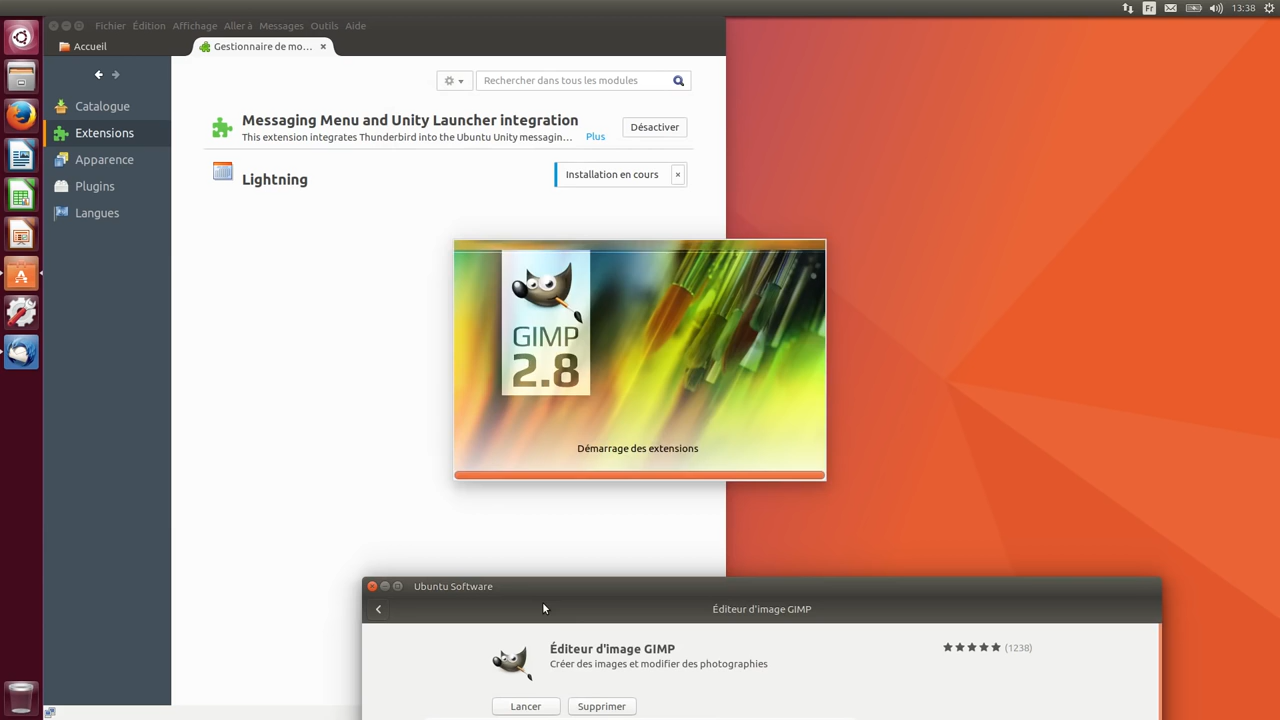 Fr
13:38
Fichier Édition Affichage Aller à Messages Outils Aide
Accueil
Gestionnaire de mo... ×
Rechercher dans tous les modules
Catalogue
Extensions
Apparence
Plugins
Langues
Messaging Menu and Unity Launcher integration
This extension integrates Thunderbird into the Ubuntu Unity messagin... Plus
Désactiver
Lightning
Installation en cours ×
GIMP
2.8
Démarrage des extensions
Ubuntu Software
Éditeur d'image GIMP
Éditeur d'image GIMP
Créer des images et modifier des photographies
(1238)
Lancer Supprimer